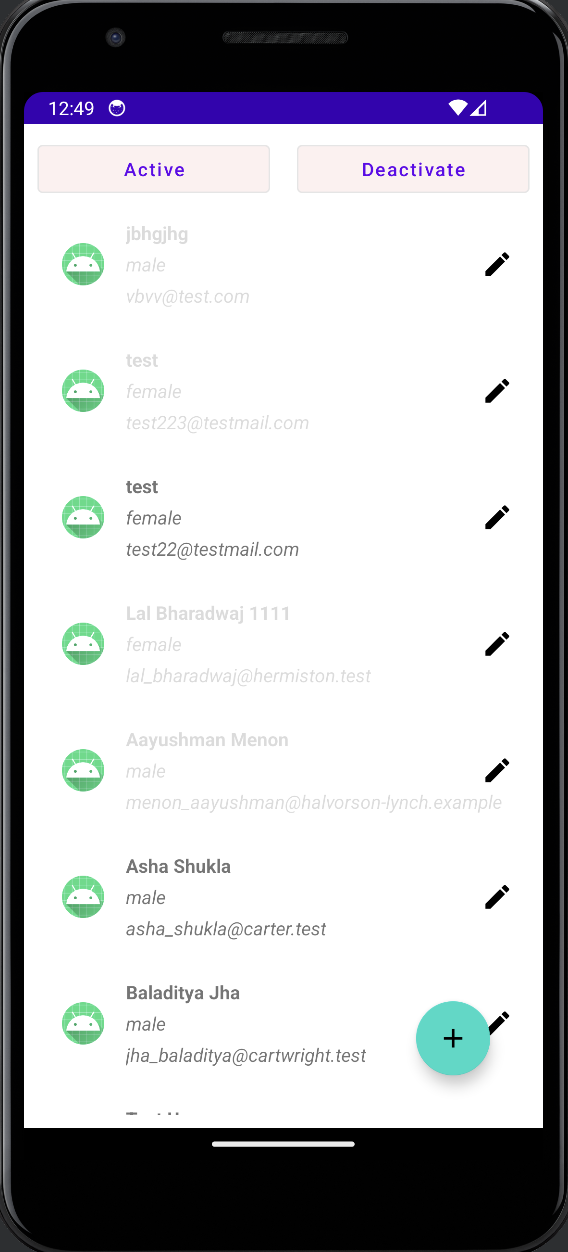 12:49
Active Deactivate
jbhgjhg
male
vbvv@test.com
test
female
test223@testmail.com
test
female
test22@testmail.com
Lal Bharadwaj 1111
female
lal_bharadwaj@hermiston.test
Aayushman Menon
male
menon_aayushman@halvorson-lynch.example
Asha Shukla
male
asha_shukla@carter.test
Baladitya Jha
male
jha_baladitya@cartwright.test